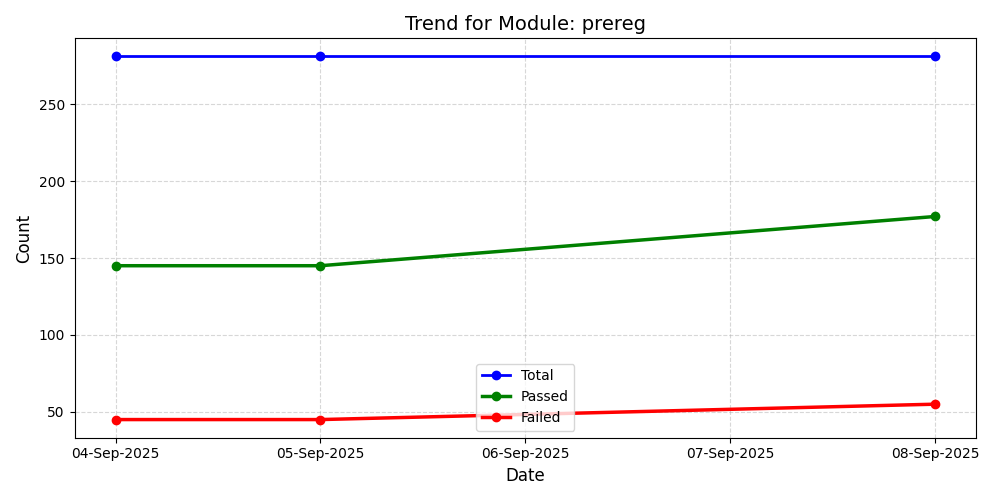 Trend for Module: prereg
Count
250
200
150
100
50
Total
Passed
Failed
04-Sep-2025
05-Sep-2025
06-Sep-2025
07-Sep-2025
08-Sep-2025
Date